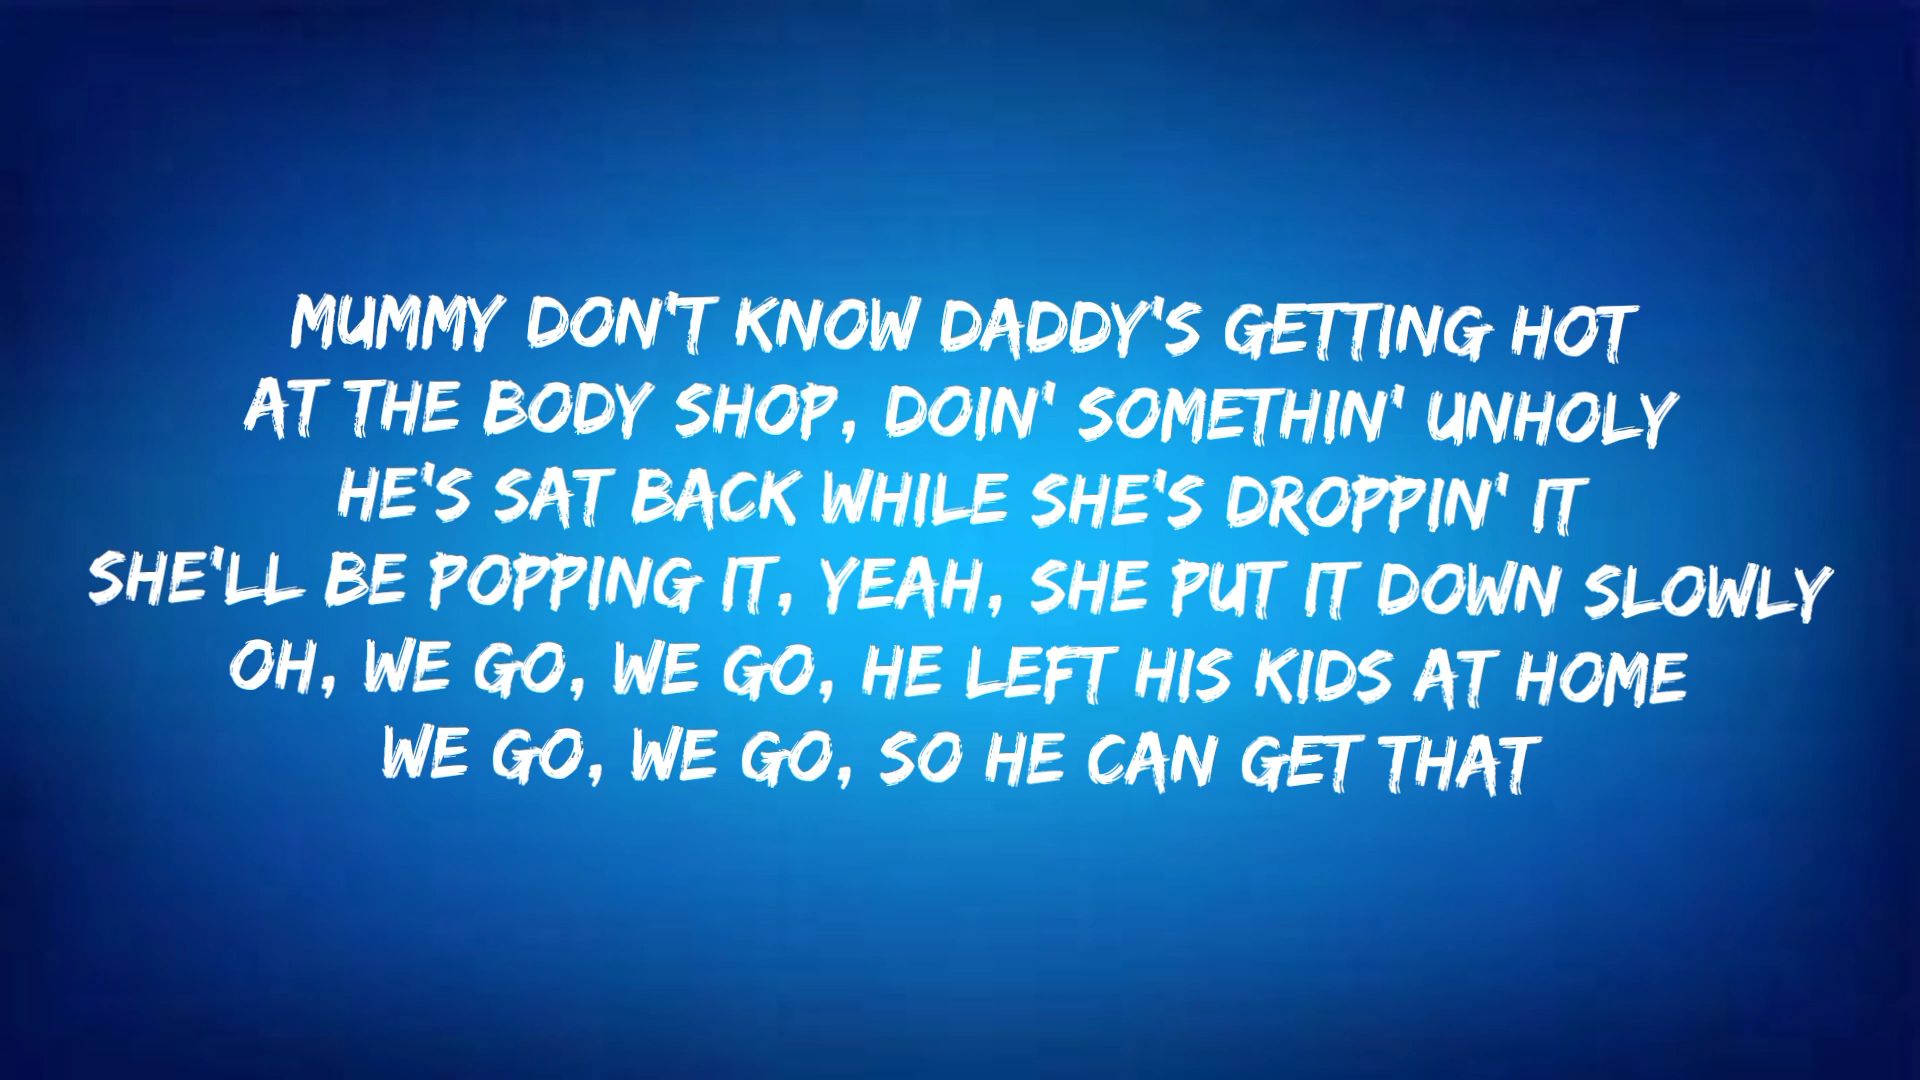 MUMMY DON'T KNOW DADDY'S GETTING HOT
AT THE BODY SHOP, DOIN' SOMETHIN' UNHOLY
HE'S SAT BACK WHILE SHE'S DROPPIN' IT
SHE'LL BE POPPING IT, YEAH, SHE PUT IT DOWN SLOWLY
OH, WE GO, WE GO, HE LEFT HIS KIDS AT HOME
WE GO, WE GO, SO HE CAN GET THAT